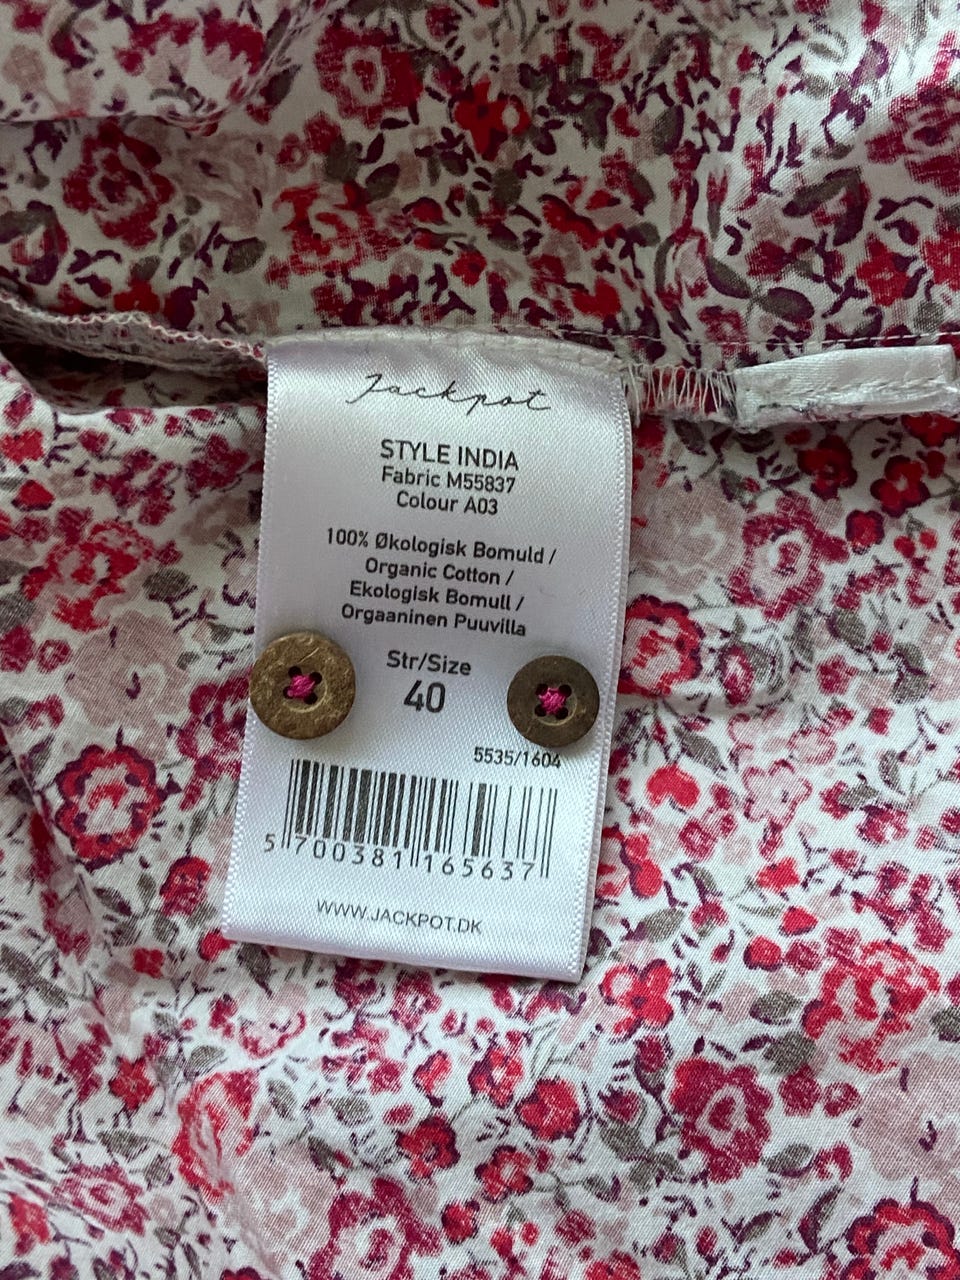 Jackpot
STYLE INDIA
Fabric M55837
Colour A03
100% Økologisk Bomuld /
Organic Cotton /
Ekologisk Bomull /
Orgaaninen Puuvilla
Str/Size
40
5535/1604
5 700381 165637
WWW.JACKPOT.DK